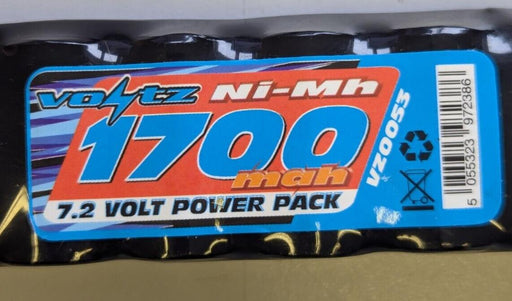 voltz Ni-Mh
1700
mah
7.2 VOLT POWER PACK
VZ0053
5 055323 972386